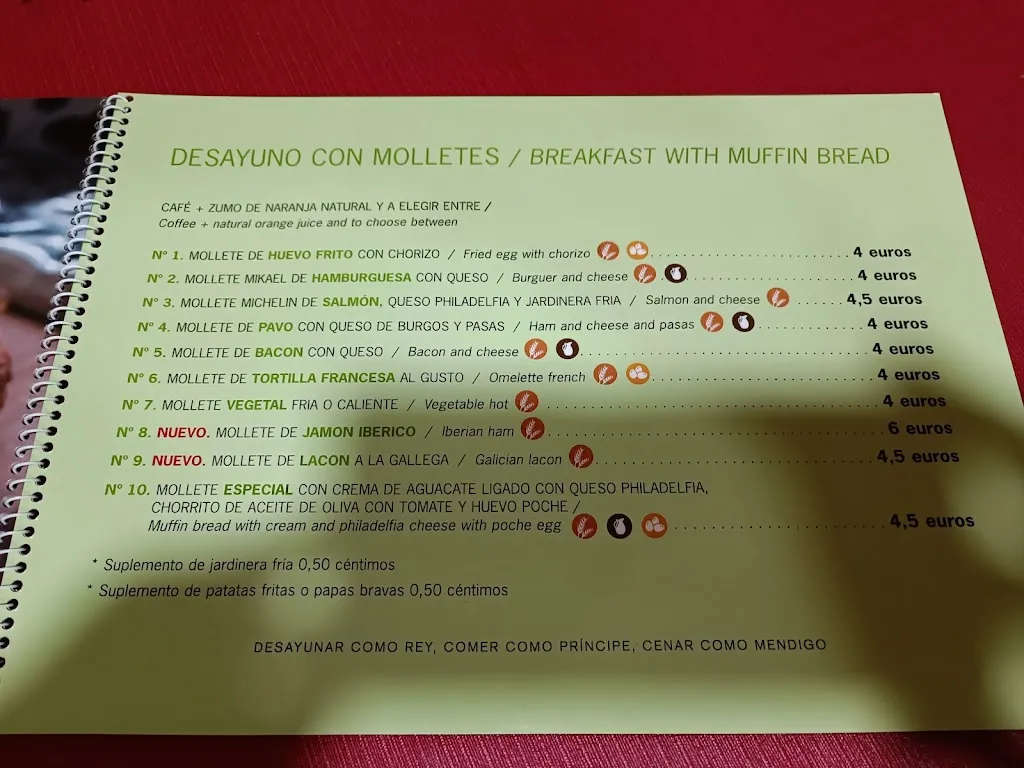 DESAYUNO CON MOLLETES / BREAKFAST WITH MUFFIN BREAD
CAFÉ + ZUMO DE NARANJA NATURAL Y A ELEGIR ENTRE /
Coffee + natural orange juice and to choose between
Nº 1. MOLLETE DE HUEVO FRITO CON CHORIZO / Fried egg with chorizo 4 euros
Nº 2. MOLLETE MIKAEL DE HAMBURGUESA CON QUESO / Burguer and cheese 4 euros
Nº 3. MOLLETE MICHELIN DE SALMÓN, QUESO PHILADELFIA Y JARDINERA FRIA / Salmon and cheese 4,5 euros
Nº 4. MOLLETE DE PAVO CON QUESO DE BURGOS Y PASAS / Ham and cheese and pasas 4 euros
Nº 5. MOLLETE DE BACON CON QUESO / Bacon and cheese 4 euros
Nº 6. MOLLETE DE TORTILLA FRANCESA AL GUSTO / Omelette french 4 euros
Nº 7. MOLLETE VEGETAL FRIA O CALIENTE / Vegetable hot 4 euros
Nº 8. NUEVO. MOLLETE DE JAMON IBERICO / Iberian ham 6 euros
Nº 9. NUEVO. MOLLETE DE LACON A LA GALLEGA / Galician lacon 4,5 euros
Nº 10. MOLLETE ESPECIAL CON CREMA DE AGUACATE LIGADO CON QUESO PHILADELFIA,
CHORRITO DE ACEITE DE OLIVA CON TOMATE Y HUEVO POCHE /
Muffin bread with cream and philadelfia cheese with poche egg 4,5 euros
* Suplemento de jardinera fría 0,50 céntimos
* Suplemento de patatas fritas o papas bravas 0,50 céntimos
DESAYUNAR COMO REY, COMER COMO PRÍNCIPE, CENAR COMO MENDIGO